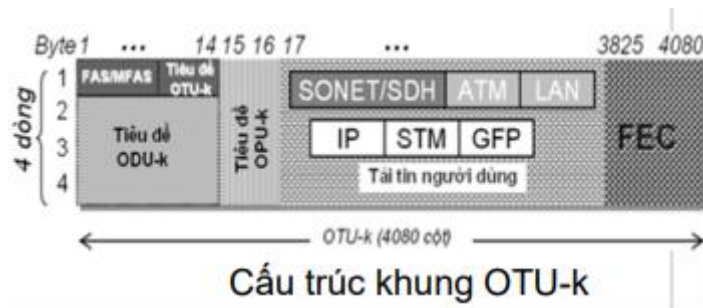 Byte 1 ... 14 15 16 17 ... 3825 4080
FAS/MFAS
Tiêu đề
OTU-k
4 dòng
1
2
3
4
Tiêu đề
ODU-k
Tiêu đề
OPU-k
SONET/SDH ATM LAN
IP STM GFP
Tải tin người dùng
FEC
OTU-k (4080 cột)
Cấu trúc khung OTU-k